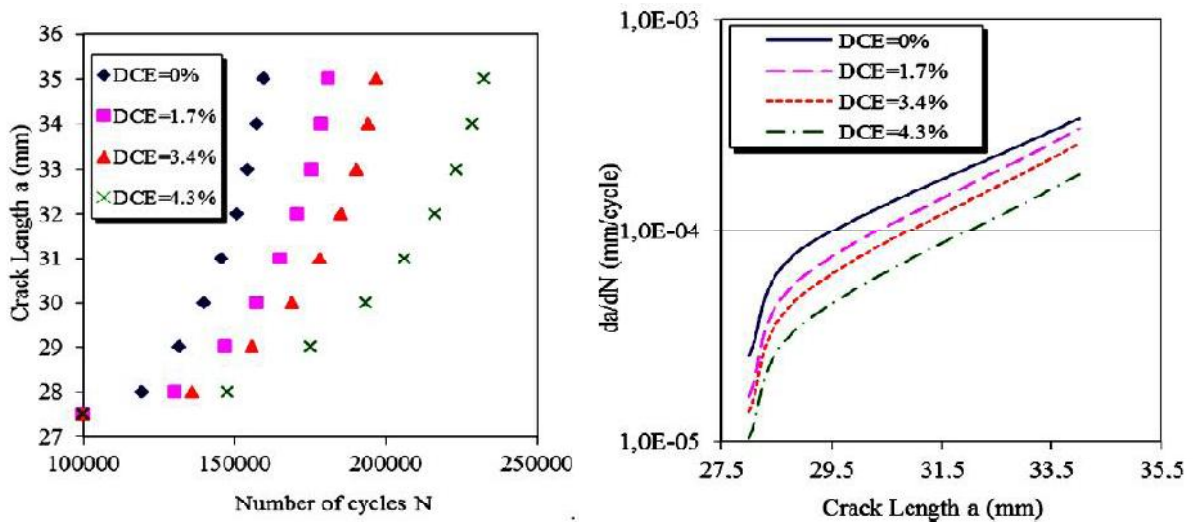 36
35
34
33
32
31
30
29
28
27
Crack Length a (mm)
DCE=0%
DCE=1.7%
DCE=3.4%
DCE=4.3%
100000 150000 200000 250000
Number of cycles N
1,0E-03
1,0E-04
1,0E-05
da/dN (mm/cycle)
DCE=0%
DCE=1.7%
DCE=3.4%
DCE=4.3%
27.5 29.5 31.5 33.5 35.5
Crack Length a (mm)